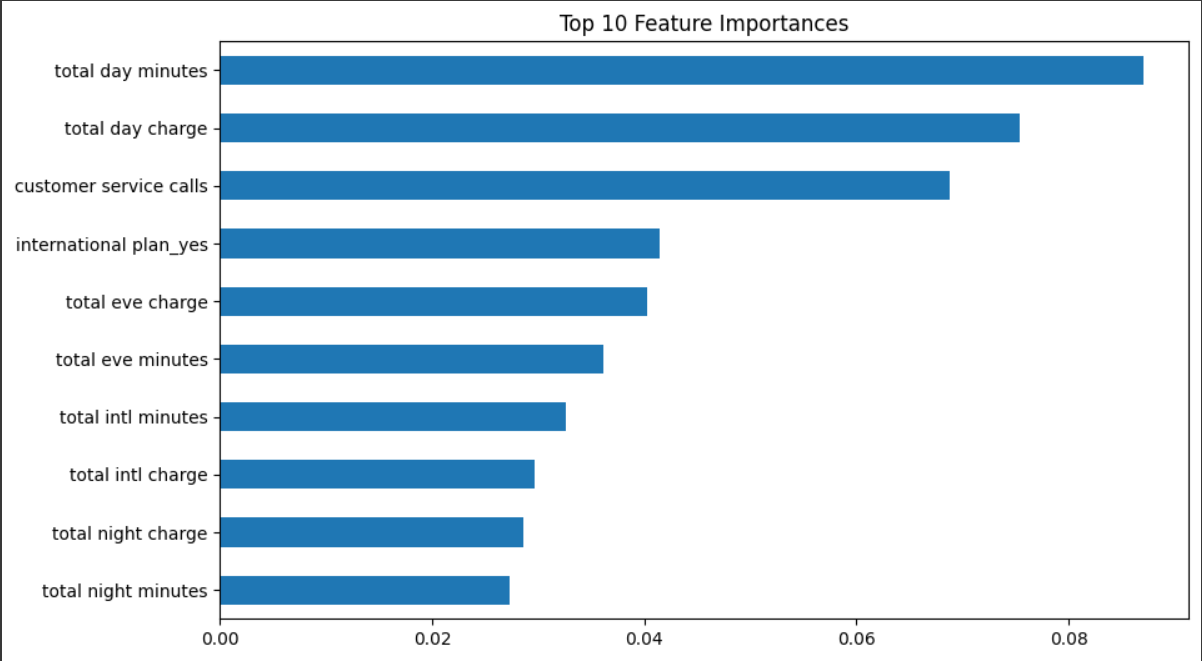 Top 10 Feature Importances
total day minutes
total day charge
customer service calls
international plan_yes
total eve charge
total eve minutes
total intl minutes
total intl charge
total night charge
total night minutes
0.00 0.02 0.04 0.06 0.08